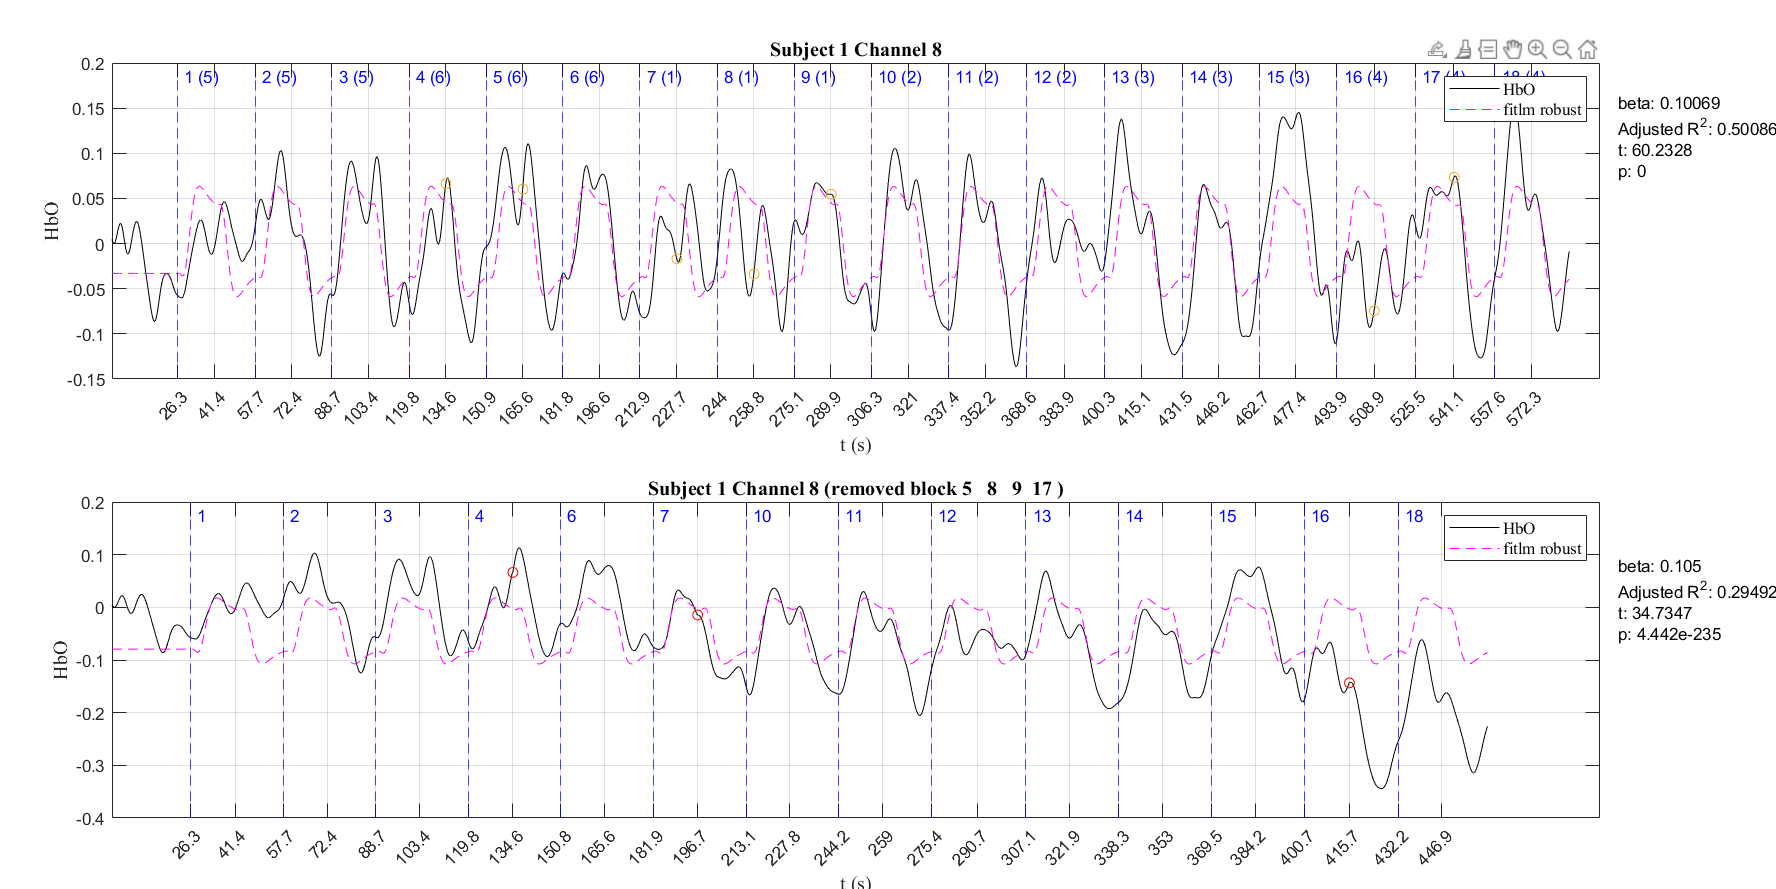 Subject 1 Channel 8
0.2
0.15
0.1
0.05
0
-0.05
-0.1
-0.15
HbO
1 (5) 2 (5) 3 (5) 4 (6) 5 (6) 6 (6) 7 (1) 8 (1) 9 (1) 10 (2) 11 (2) 12 (2) 13 (3) 14 (3) 15 (3) 16 (4) 17 (4) 18 (4)
HbO
fitlm robust
beta: 0.10069
Adjusted R²: 0.50086
t: 60.2328
p: 0
26.3 41.4 57.7 72.4 88.7 103.4 119.8 134.6 150.9 165.6 181.8 196.6 212.9 227.7 244 258.8 275.1 289.9 306.3 321 337.4 352.2 368.6 383.9 400.3 415.1 431.5 446.2 462.7 477.4 493.9 508.9 525.5 541.1 557.6 572.3
t (s)
Subject 1 Channel 8 (removed block 5 8 9 17 )
0.2
0.1
0
-0.1
-0.2
-0.3
-0.4
HbO
1 2 3 4 6 7 10 11 12 13 14 15 16 18
HbO
fitlm robust
beta: 0.105
Adjusted R²: 0.29492
t: 34.7347
p: 4.442e-235
26.3 41.4 57.7 72.4 88.7 103.4 119.8 134.6 150.8 165.6 181.9 196.7 213.1 227.8 244.2 259 275.4 290.7 307.1 321.9 338.3 353 369.5 384.2 400.7 415.7 432.2 446.9
t (s)